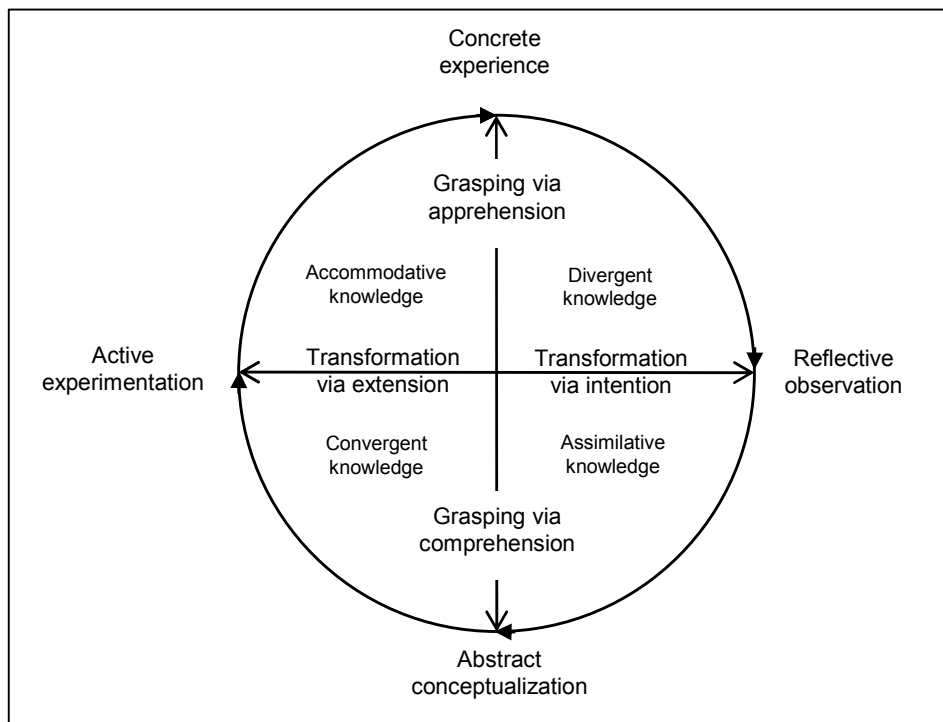 Concrete
experience
Grasping via
apprehension
Accommodative
knowledge
Divergent
knowledge
Active
experimentation
Transformation
via extension
Transformation
via intention
Reflective
observation
Convergent
knowledge
Assimilative
knowledge
Grasping via
comprehension
Abstract
conceptualization